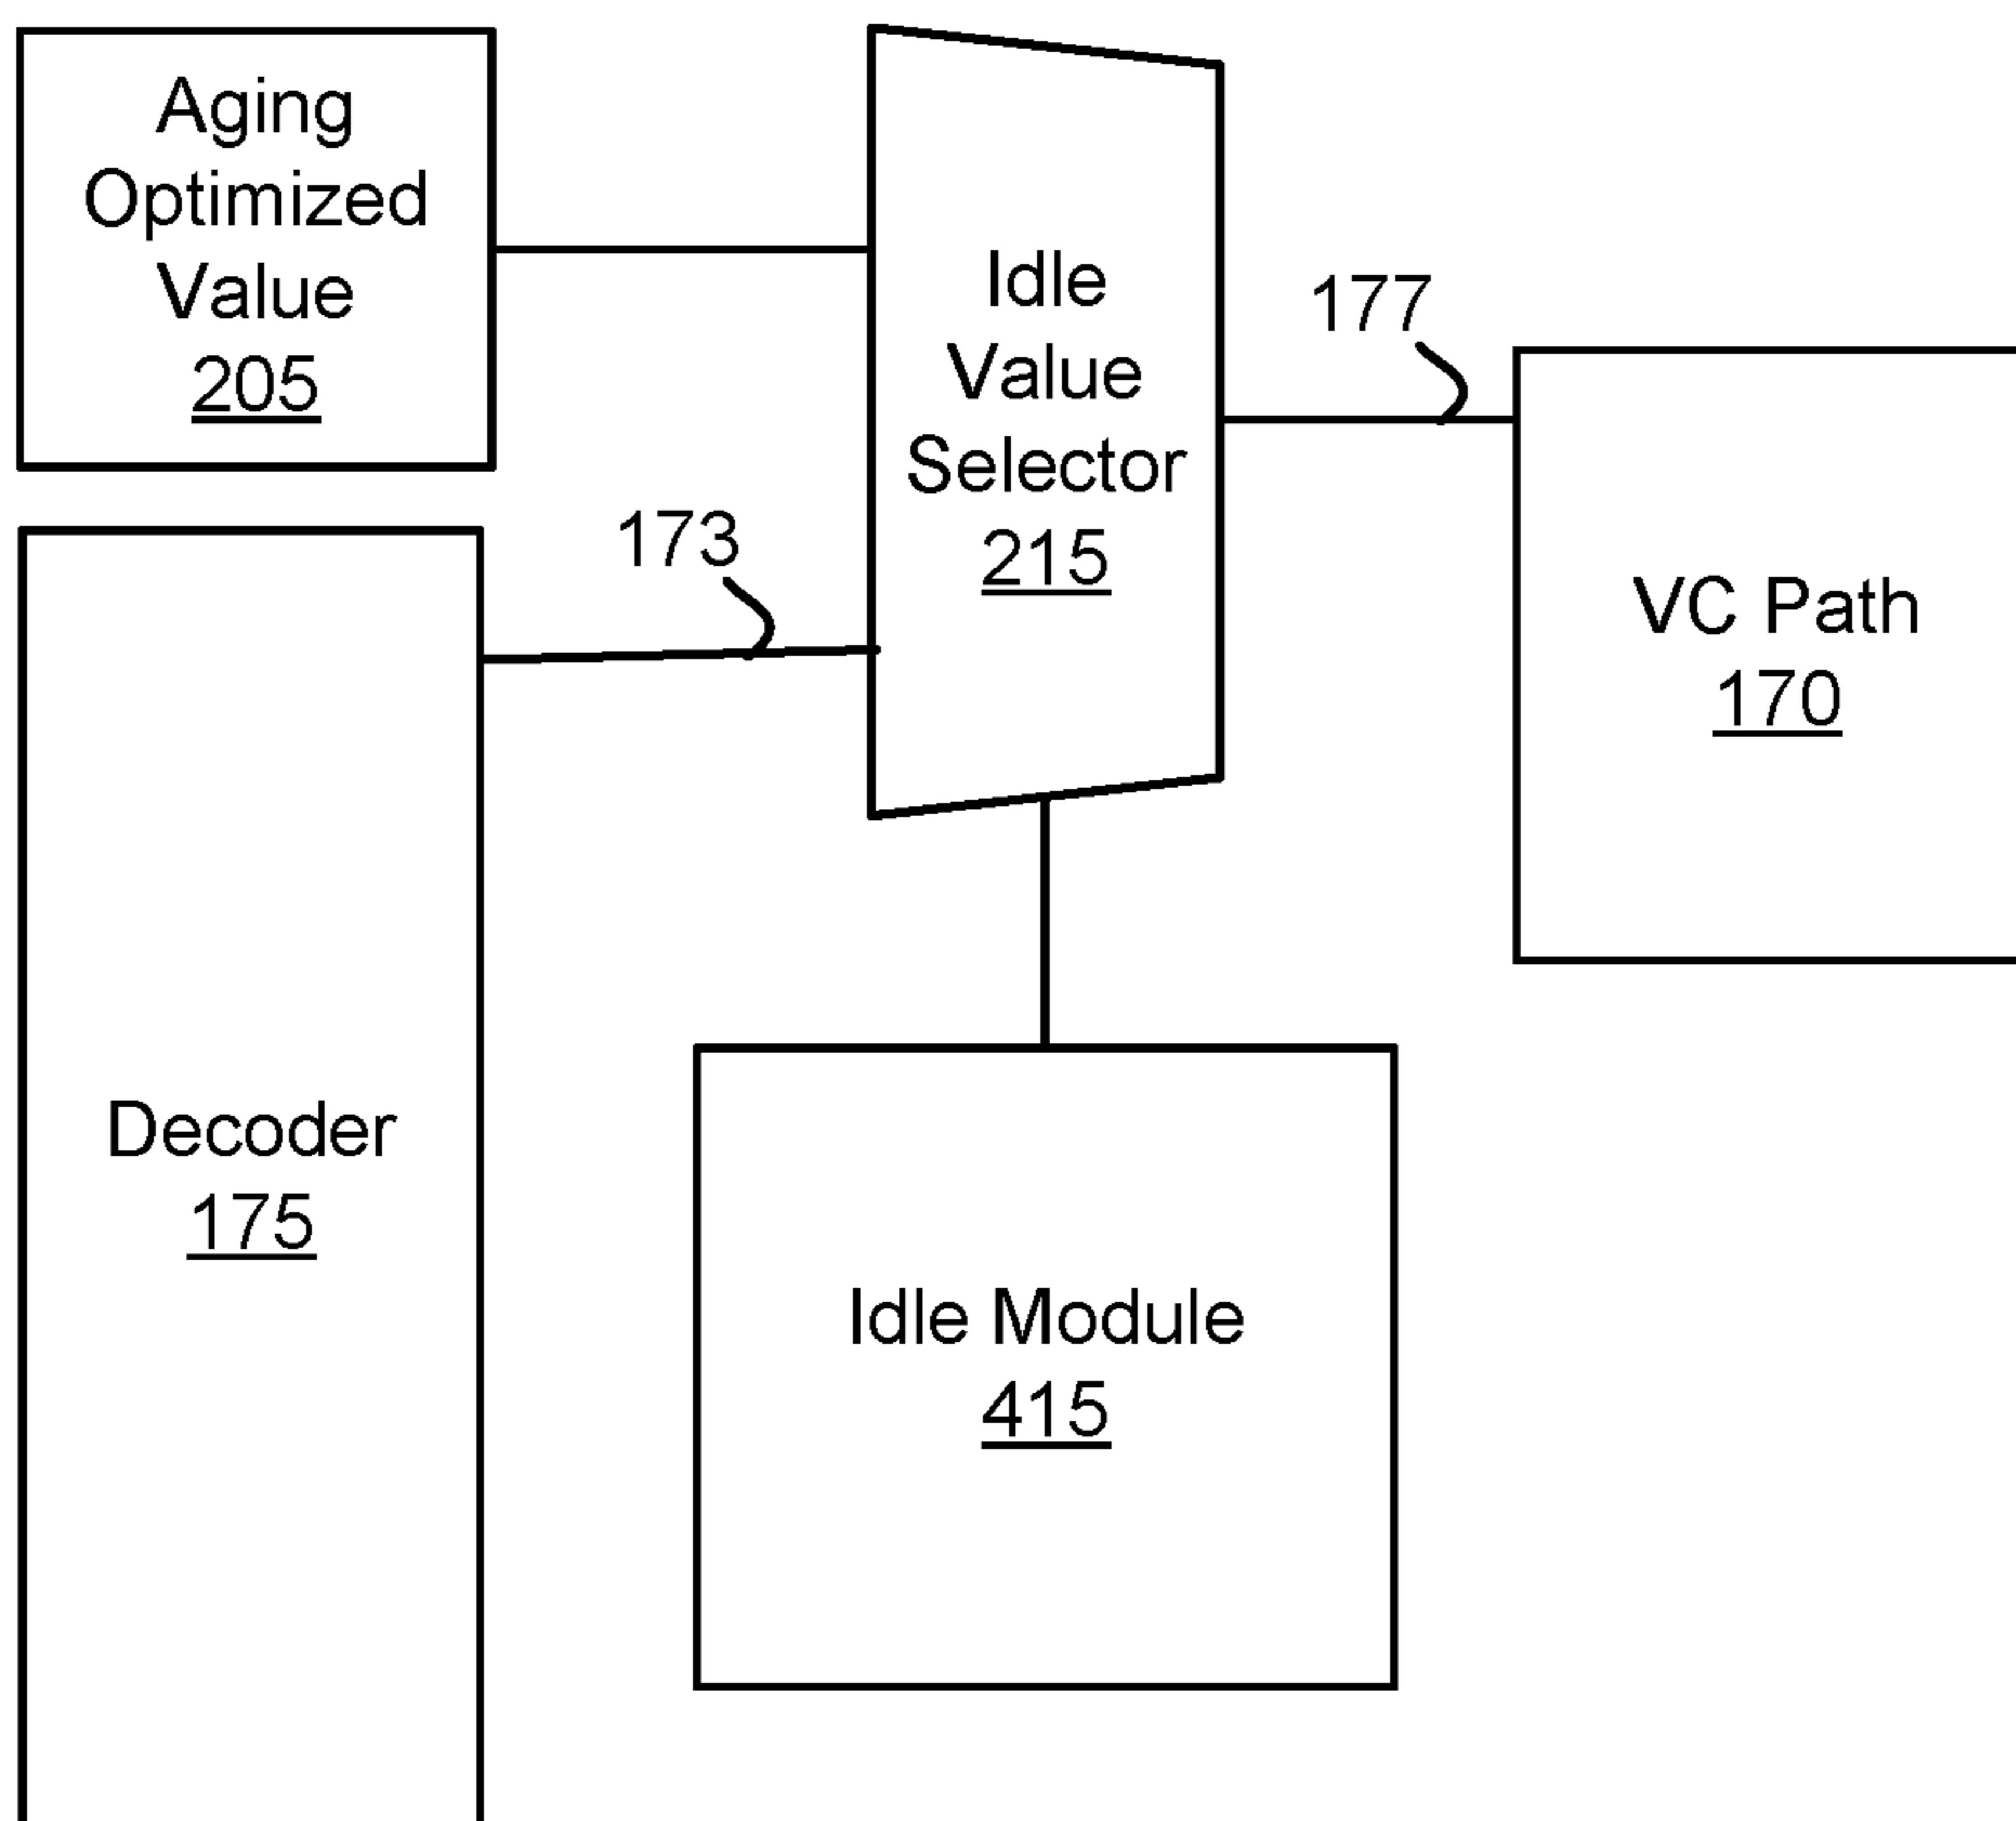 Aging
Optimized
Value
205
Idle
Value
Selector
215
177
173
VC Path
170
Decoder
175
Idle Module
415